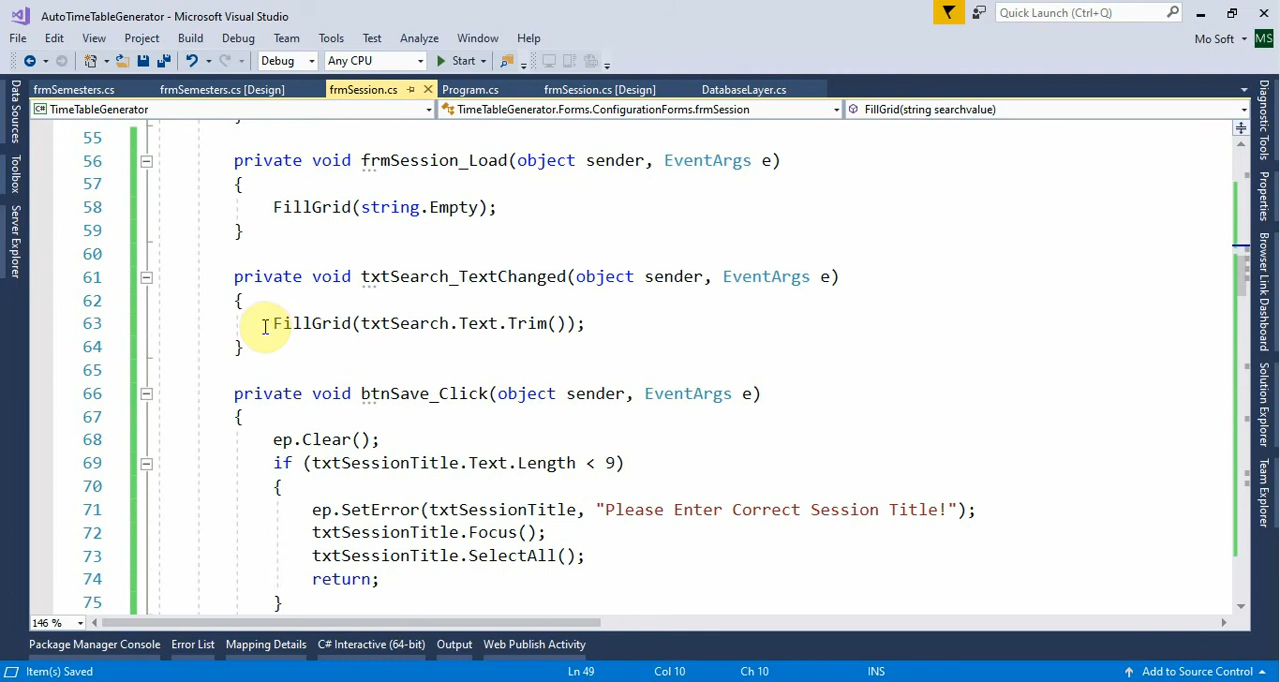 AutoTimeTableGenerator - Microsoft Visual Studio
Quick Launch (Ctrl+Q)
File Edit View Project Build Debug Team Tools Test Analyze Window Help
Mo Soft MS
Debug Any CPU Start
frmSemesters.cs frmSemesters.cs [Design] frmSession.cs Program.cs frmSession.cs [Design] DatabaseLayer.cs
C# TimeTableGenerator TimeTableGenerator.Forms.ConfigurationForms.frmSession FillGrid(string searchvalue)
Data Sources
Toolbox
Server Explorer
}
55
56 private void frmSession_Load(object sender, EventArgs e)
57 {
58 FillGrid(string.Empty);
59 }
60
61 private void txtSearch_TextChanged(object sender, EventArgs e)
62 {
63 FillGrid(txtSearch.Text.Trim());
64 }
65
66 private void btnSave_Click(object sender, EventArgs e)
67 {
68 ep.Clear();
69 if (txtSessionTitle.Text.Length < 9)
70 {
71 ep.SetError(txtSessionTitle, "Please Enter Correct Session Title!");
72 txtSessionTitle.Focus();
73 txtSessionTitle.SelectAll();
74 return;
75 }
Diagnostic Tools
Properties
Browser Link Dashboard
Solution Explorer
Team Explorer
146 %
Package Manager Console Error List Mapping Details C# Interactive (64-bit) Output Web Publish Activity
Item(s) Saved Ln 49 Col 10 Ch 10 INS Add to Source Control